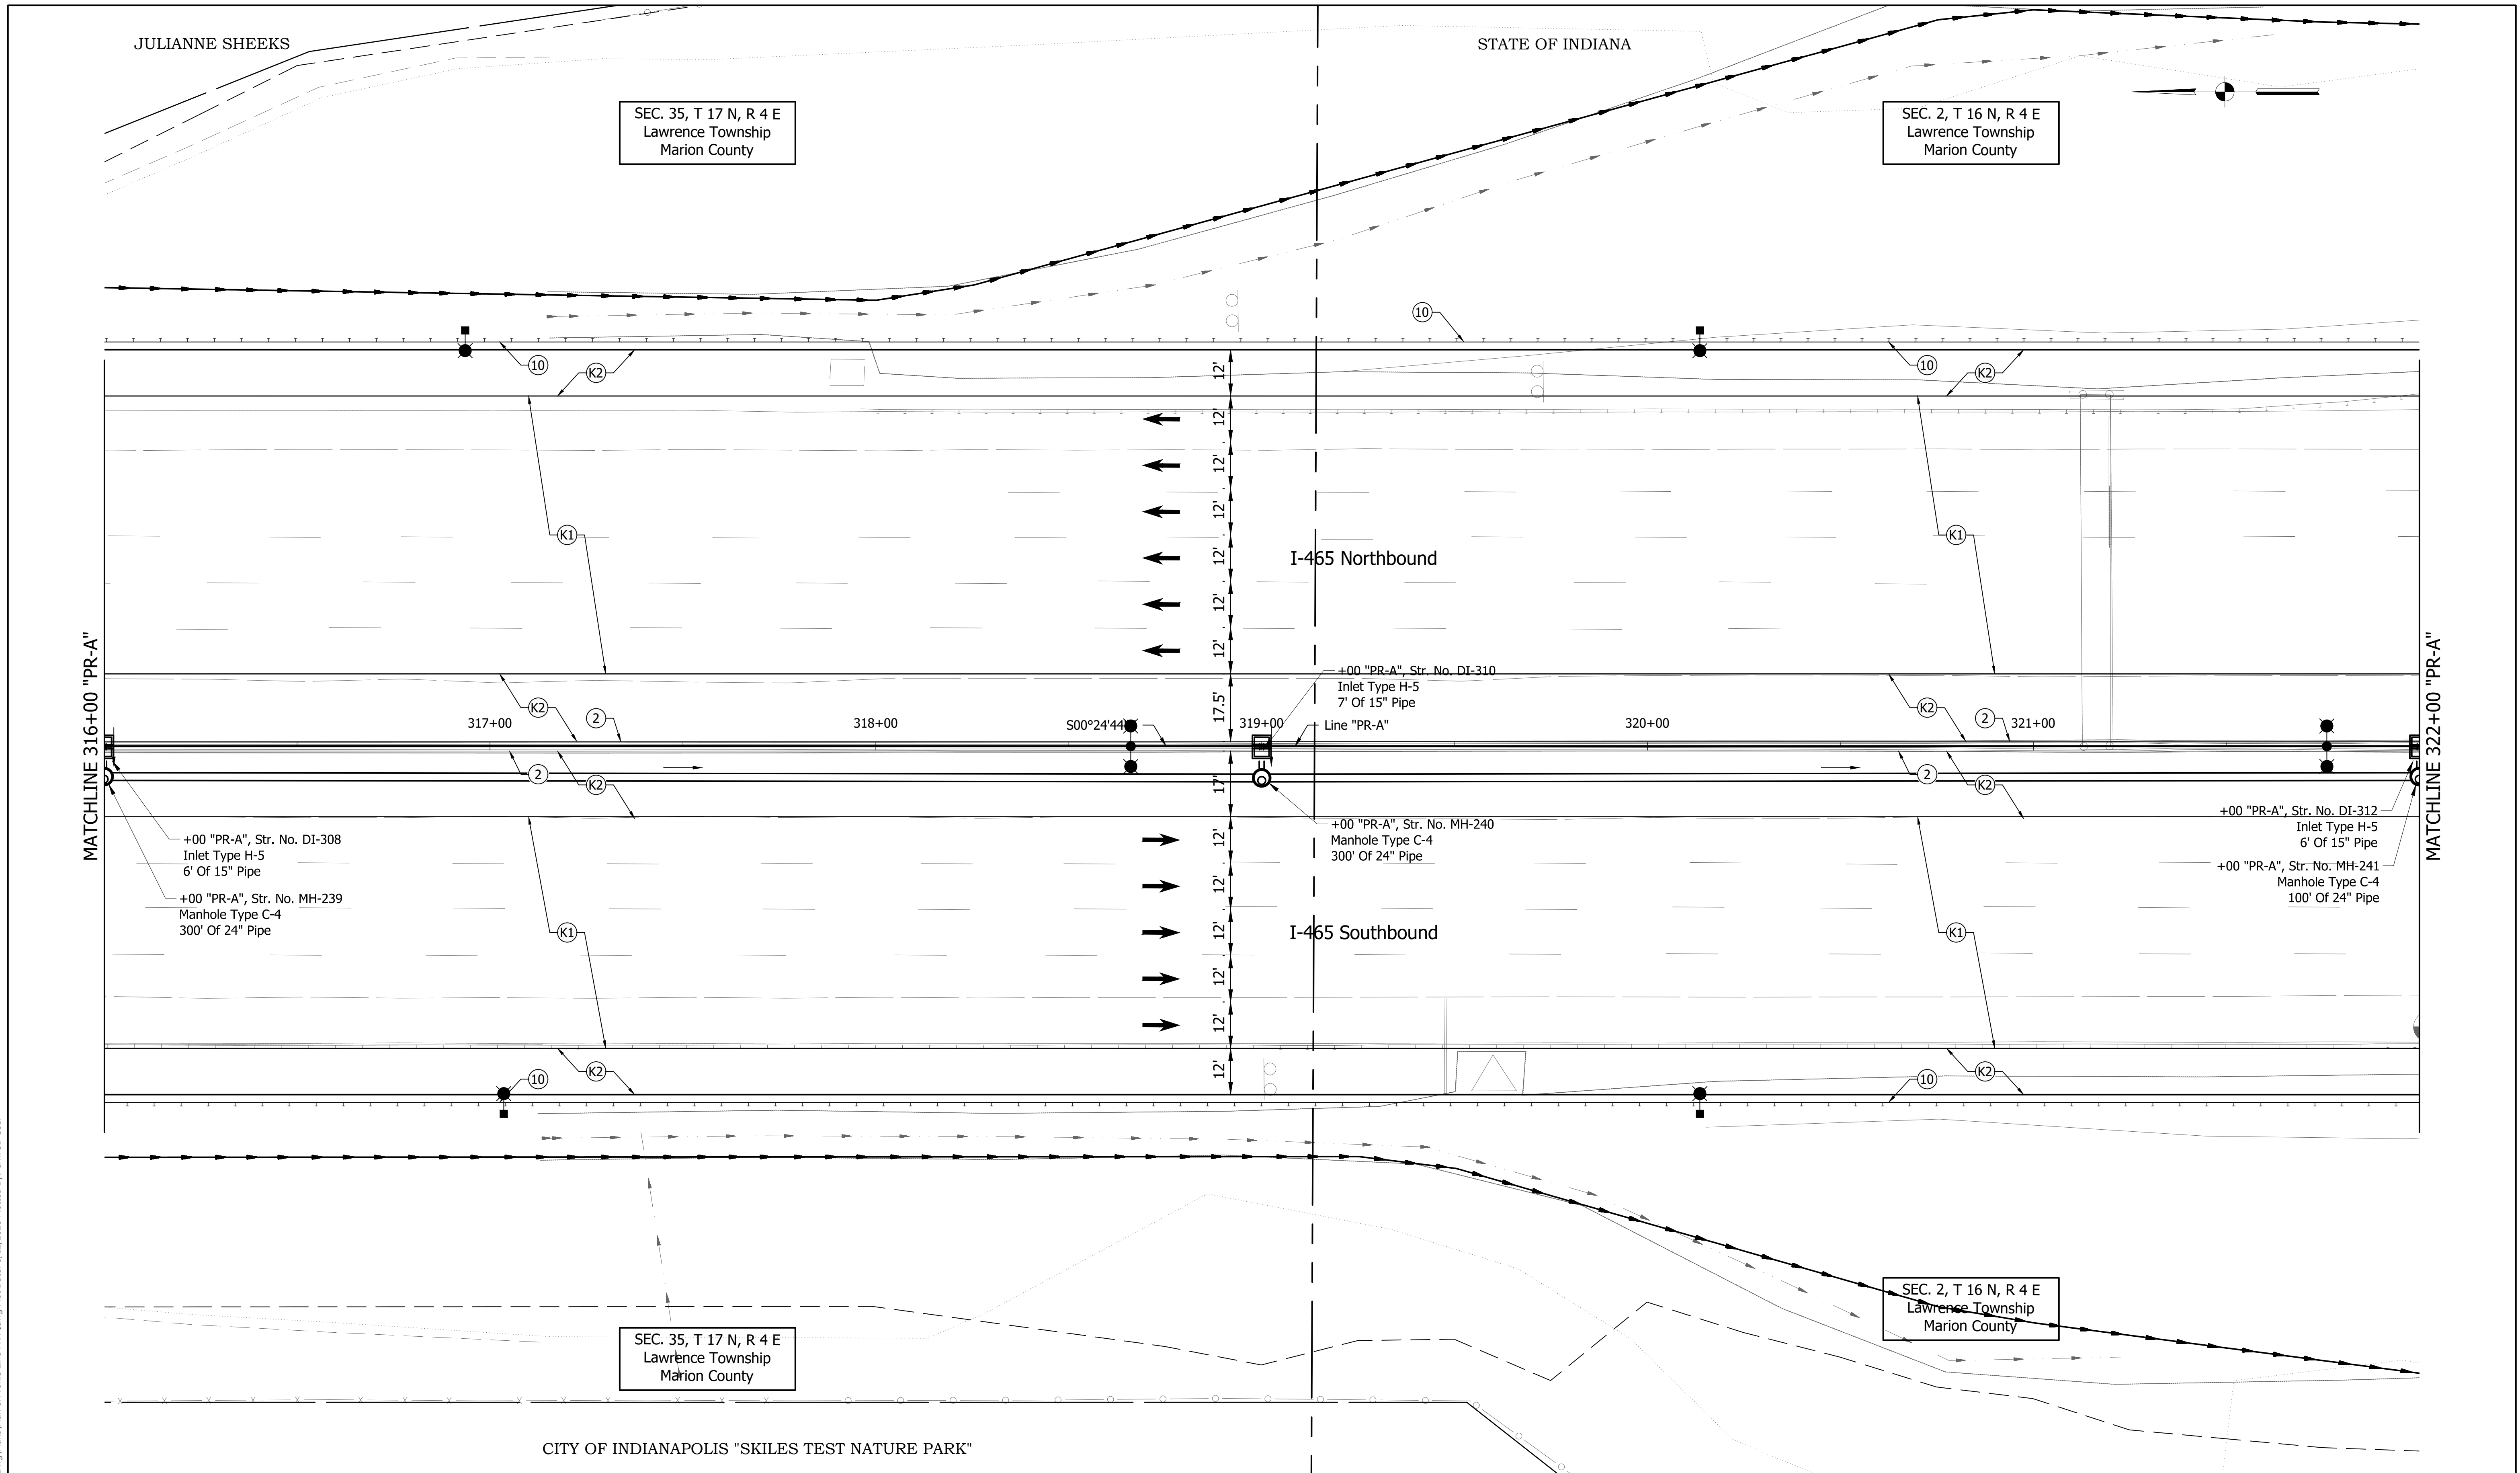 JULIANNE SHEEKS
STATE OF INDIANA
SEC. 35, T 17 N, R 4 E
Lawrence Township
Marion County
SEC. 2, T 16 N, R 4 E
Lawrence Township
Marion County
10
10
K2
10
K2
12'
12'
12'
12'
12'
12'
12'
K1
K1
I-465 Northbound
MATCHLINE 316+00 "PR-A"
MATCHLINE 322+00 "PR-A"
+00 "PR-A", Str. No. DI-310
Inlet Type H-5
7' Of 15" Pipe
17.5'
K2
2
K2
2
317+00
318+00
S00°24'44"
319+00
Line "PR-A"
320+00
321+00
2
K2
17'
2
K2
+00 "PR-A", Str. No. DI-308
Inlet Type H-5
6' Of 15" Pipe
+00 "PR-A", Str. No. MH-239
Manhole Type C-4
300' Of 24" Pipe
+00 "PR-A", Str. No. MH-240
Manhole Type C-4
300' Of 24" Pipe
+00 "PR-A", Str. No. DI-312
Inlet Type H-5
6' Of 15" Pipe
+00 "PR-A", Str. No. MH-241
Manhole Type C-4
100' Of 24" Pipe
12'
12'
12'
12'
12'
12'
K1
K1
I-465 Southbound
10
K2
10
K2
SEC. 35, T 17 N, R 4 E
Lawrence Township
Marion County
SEC. 2, T 16 N, R 4 E
Lawrence Township
Marion County
CITY OF INDIANAPOLIS "SKILES TEST NATURE PARK"